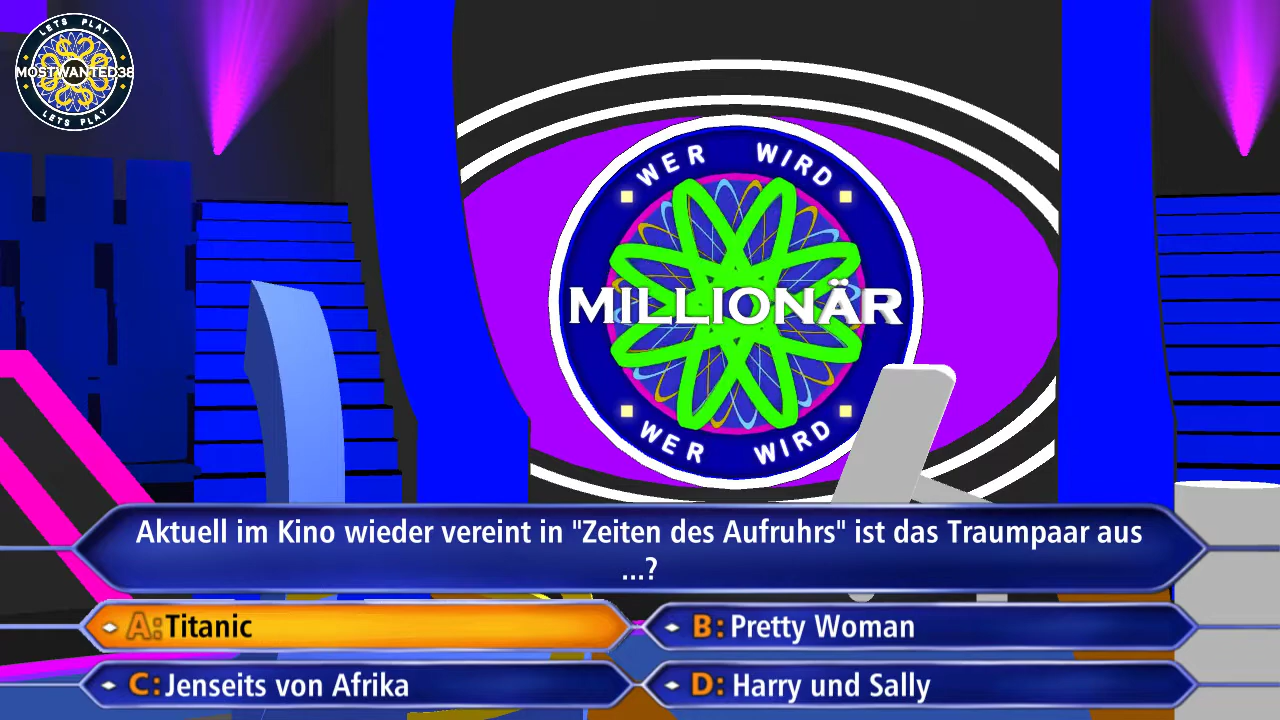 LETS PLAY
MOSTWANTED38
LETS PLAY
WER WIRD
MILLIONÄR
WER WIRD
Aktuell im Kino wieder vereint in "Zeiten des Aufruhrs" ist das Traumpaar aus
...?
A: Titanic
B: Pretty Woman
C: Jenseits von Afrika
D: Harry und Sally